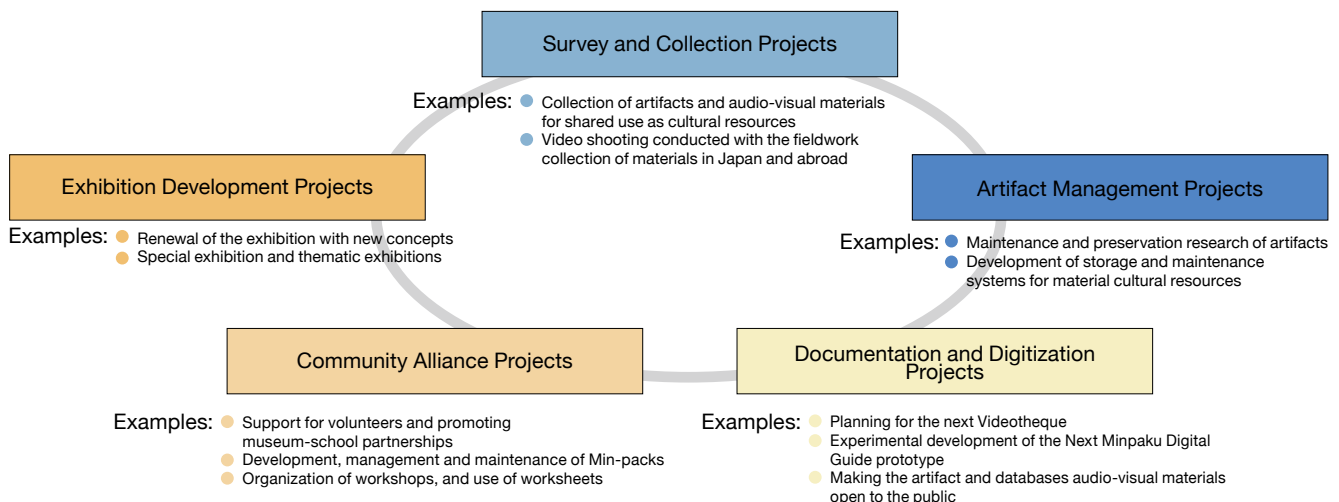 Survey and Collection Projects
Examples:
Collection of artifacts and audio-visual materials
for shared use as cultural resources
Video shooting conducted with the fieldwork
collection of materials in Japan and abroad
Exhibition Development Projects
Examples:
Renewal of the exhibition with new concepts
Special exhibition and thematic exhibitions
Artifact Management Projects
Examples:
Maintenance and preservation research of artifacts
Development of storage and maintenance
systems for material cultural resources
Community Alliance Projects
Examples:
Support for volunteers and promoting
museum-school partnerships
Development, management and maintenance of Min-packs
Organization of workshops, and use of worksheets
Documentation and Digitization
Projects
Examples:
Planning for the next Videotheque
Experimental development of the Next Minpaku Digital
Guide prototype
Making the artifact and databases audio-visual materials
open to the public